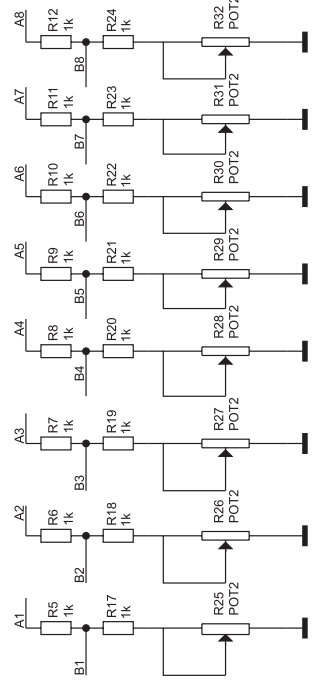 A1
R5
1k
B1
R17
1k
R25
POT2
A2
R6
1k
B2
R18
1k
R26
POT2
A3
R7
1k
B3
R19
1k
R27
POT2
A4
R8
1k
B4
R20
1k
R28
POT2
A5
R9
1k
B5
R21
1k
R29
POT2
A6
R10
1k
B6
R22
1k
R30
POT2
A7
R11
1k
B7
R23
1k
R31
POT2
A8
R12
1k
B8
R24
1k
R32
POT2